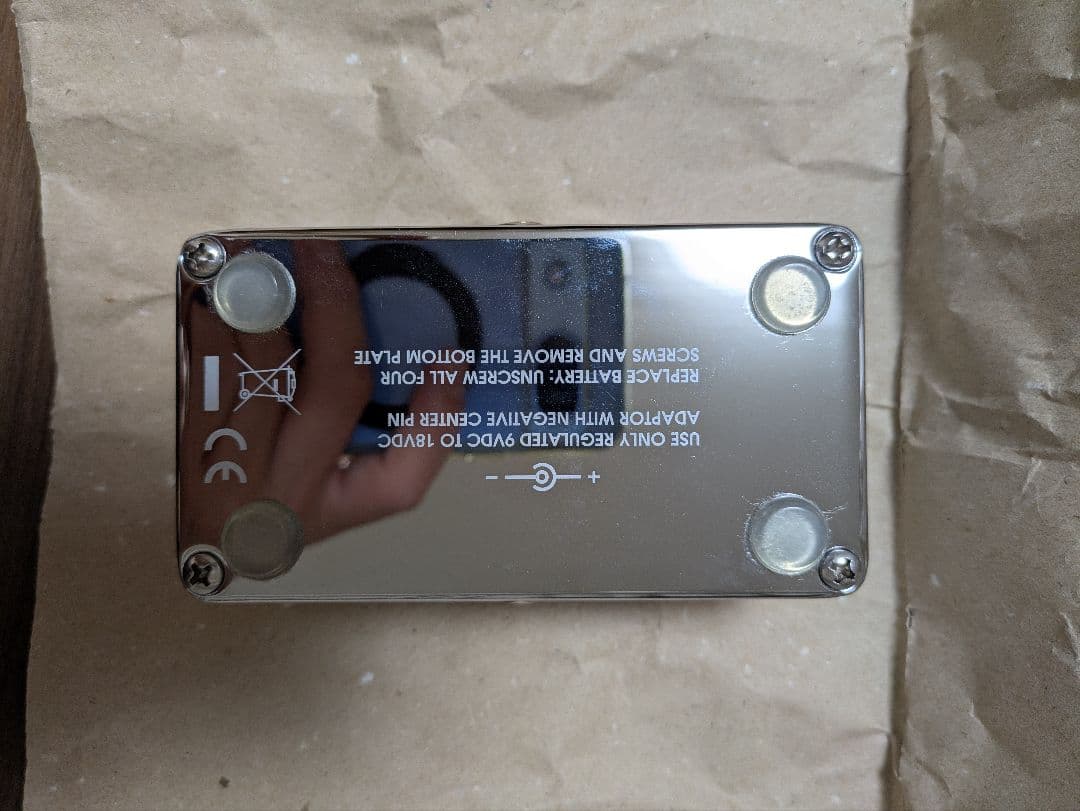 + -
USE ONLY REGULATED 9VDC TO 18VDC
ADAPTOR WITH NEGATIVE CENTER PIN
REPLACE BATTERY: UNSCREW ALL FOUR
SCREWS AND REMOVE THE BOTTOM PLATE
CE